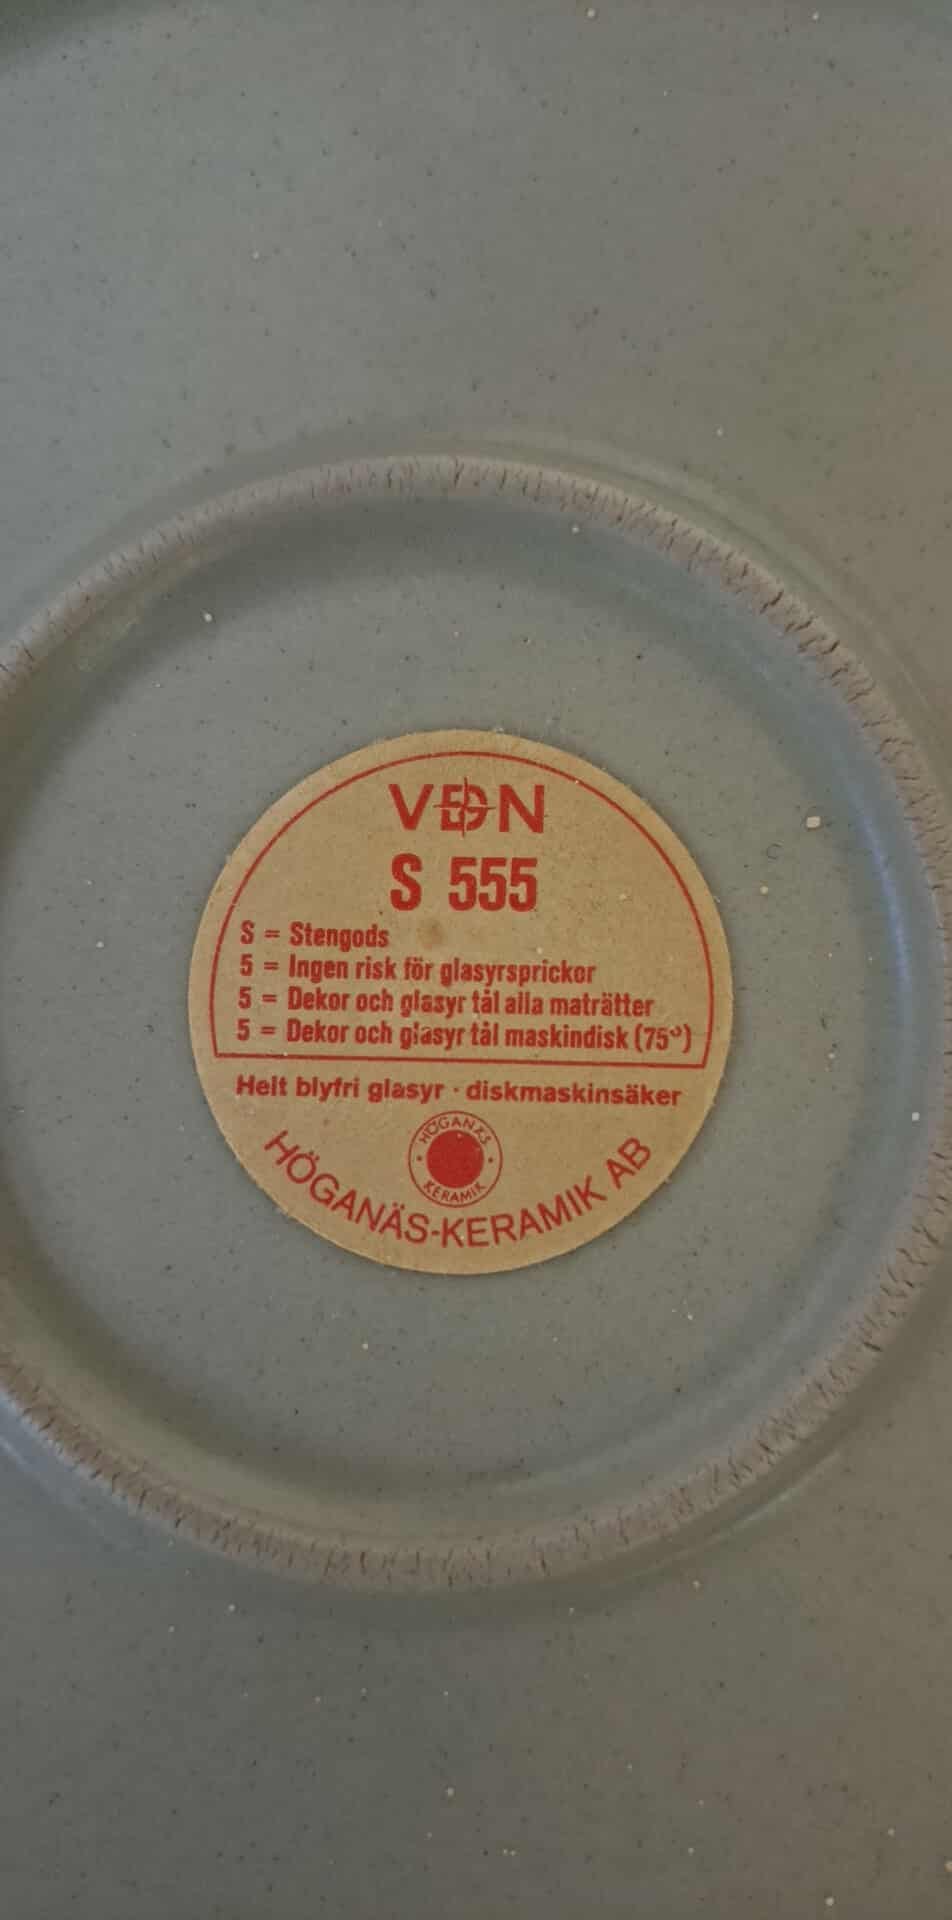 VDN
S 555
S = Stengods
5 = Ingen risk för glasyrsprickor
5 = Dekor och glasyr tål alla maträtter
5 = Dekor och glasyr tål maskindisk (75°)
Helt blyfri glasyr · diskmaskinsäker
HÖGANÄS
KERAMIK
HÖGANÄS-KERAMIK AB